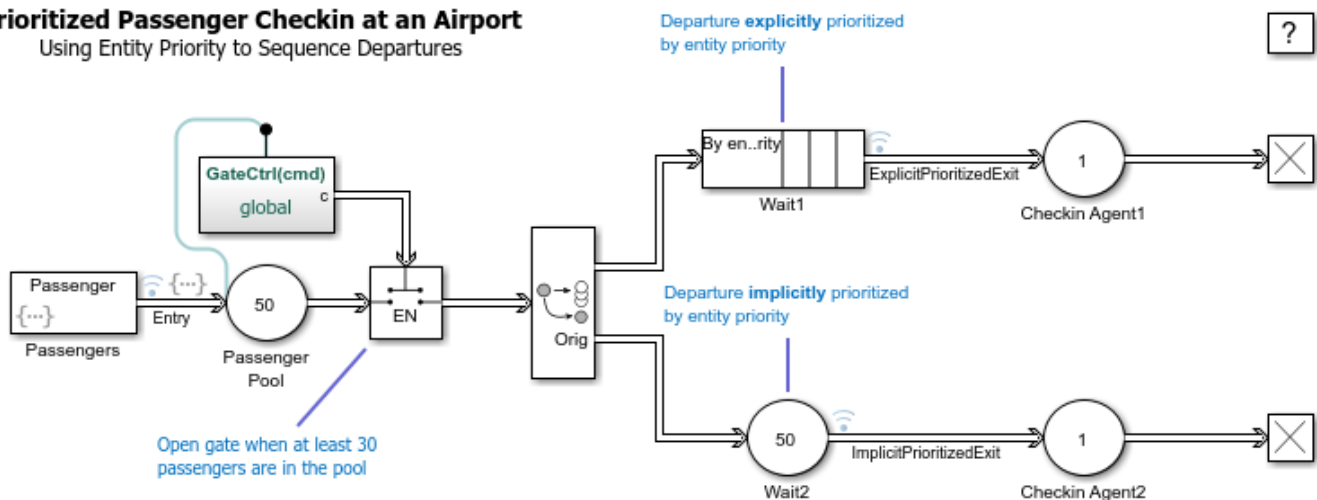 rioritized Passenger Checkin at an Airport
Using Entity Priority to Sequence Departures
Departure explicitly prioritized
by entity priority
?
GateCtrl(cmd)
global
c
By en..rity
Wait1
ExplicitPrioritizedExit
1
Checkin Agent1
Passenger
{...}
Passengers
{...}
Entry
50
Passenger
Pool
EN
Orig
Departure implicitly prioritized
by entity priority
Open gate when at least 30
passengers are in the pool
50
Wait2
ImplicitPrioritizedExit
1
Checkin Agent2